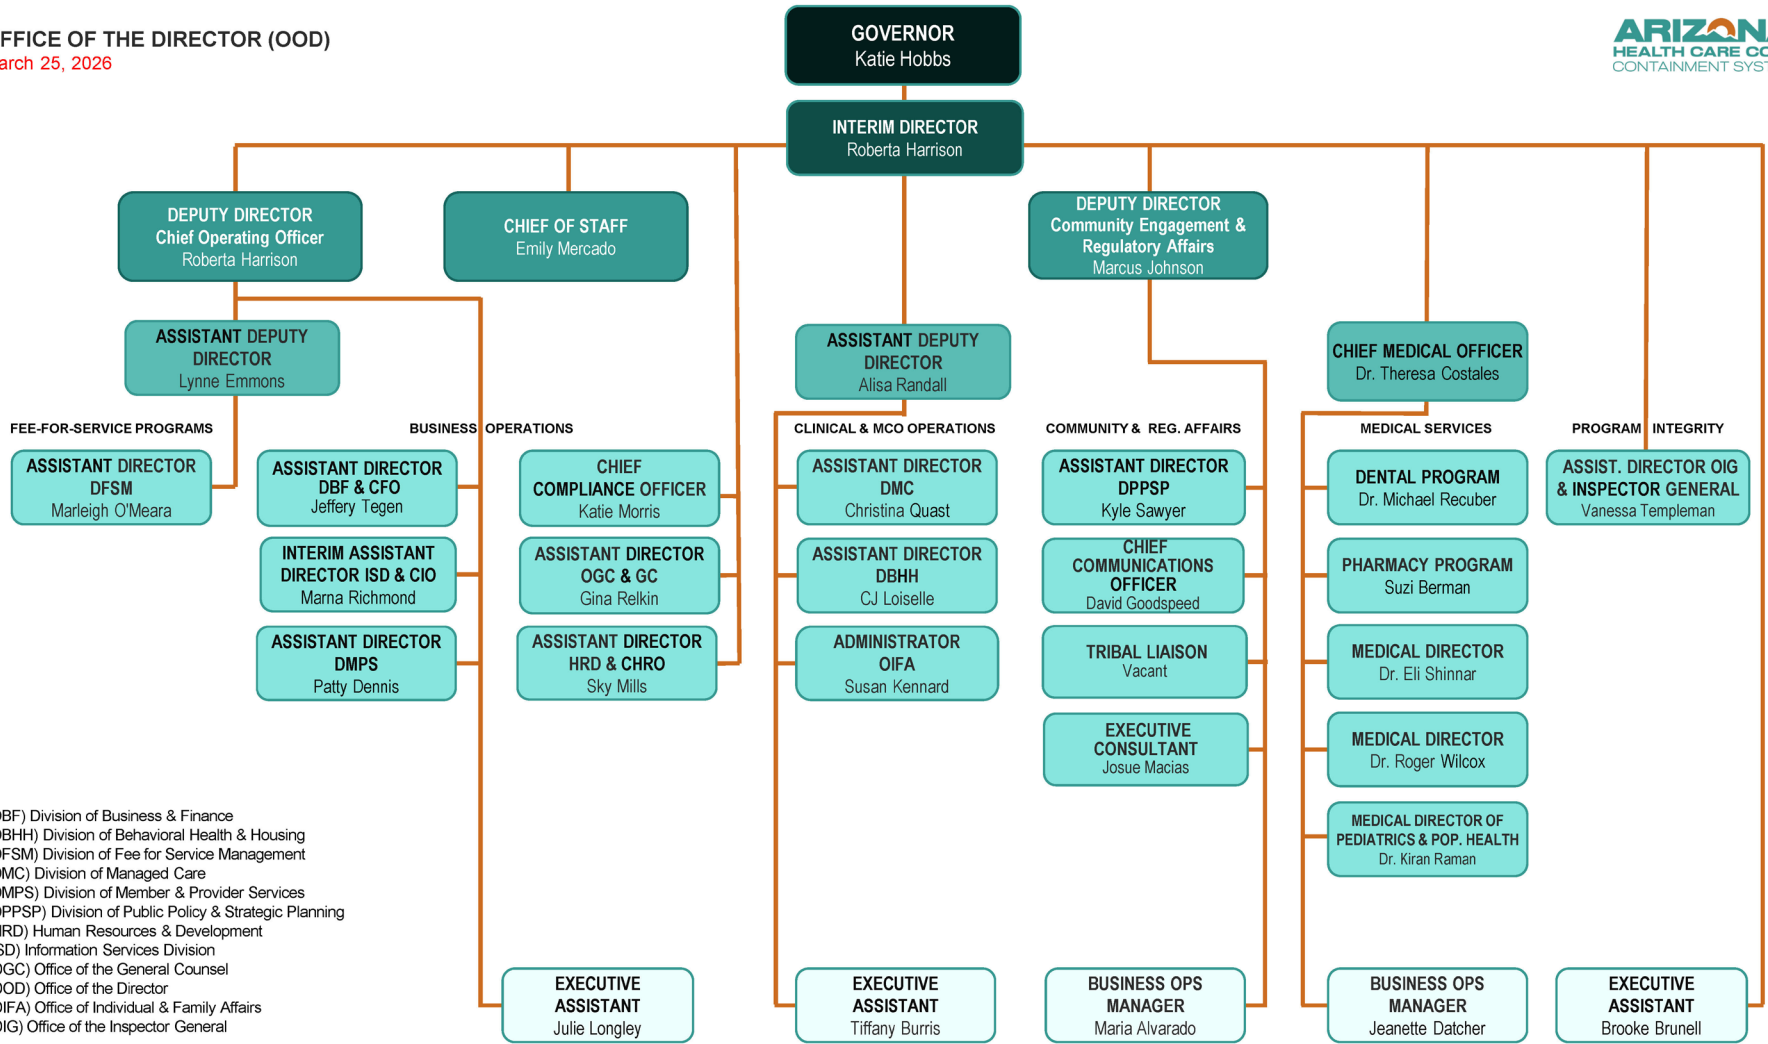 FFICE OF THE DIRECTOR (OOD)
arch 25, 2026
GOVERNOR
Katie Hobbs
ARIZONA
HEALTH CARE CO
CONTAINMENT SYST
INTERIM DIRECTOR
Roberta Harrison
DEPUTY DIRECTOR
Chief Operating Officer
Roberta Harrison
CHIEF OF STAFF
Emily Mercado
DEPUTY DIRECTOR
Community Engagement &
Regulatory Affairs
Marcus Johnson
ASSISTANT DEPUTY
DIRECTOR
Lynne Emmons
ASSISTANT DEPUTY
DIRECTOR
Alisa Randall
CHIEF MEDICAL OFFICER
Dr. Theresa Costales
FEE-FOR-SERVICE PROGRAMS
ASSISTANT DIRECTOR
DFSM
Marleigh O'Meara
BUSINESS OPERATIONS
ASSISTANT DIRECTOR
DBF & CFO
Jeffery Tegen
INTERIM ASSISTANT
DIRECTOR ISD & CIO
Marna Richmond
ASSISTANT DIRECTOR
DMPS
Patty Dennis
CHIEF
COMPLIANCE OFFICER
Katie Morris
ASSISTANT DIRECTOR
OGC & GC
Gina Relkin
ASSISTANT DIRECTOR
HRD & CHRO
Sky Mills
CLINICAL & MCO OPERATIONS
ASSISTANT DIRECTOR
DMC
Christina Quast
ASSISTANT DIRECTOR
DBHH
CJ Loiselle
ADMINISTRATOR
OIFA
Susan Kennard
COMMUNITY & REG. AFFAIRS
ASSISTANT DIRECTOR
DPPSP
Kyle Sawyer
CHIEF
COMMUNICATIONS
OFFICER
David Goodspeed
TRIBAL LIAISON
Vacant
EXECUTIVE
CONSULTANT
Josue Macias
MEDICAL SERVICES
DENTAL PROGRAM
Dr. Michael Recuber
PHARMACY PROGRAM
Suzi Berman
MEDICAL DIRECTOR
Dr. Eli Shinnar
MEDICAL DIRECTOR
Dr. Roger Wilcox
MEDICAL DIRECTOR OF
PEDIATRICS & POP. HEALTH
Dr. Kiran Raman
PROGRAM INTEGRITY
ASSIST. DIRECTOR OIG
& INSPECTOR GENERAL
Vanessa Templeman
DBF) Division of Business & Finance
DBHH) Division of Behavioral Health & Housing
DFSM) Division of Fee for Service Management
DMC) Division of Managed Care
DMPS) Division of Member & Provider Services
DPPSP) Division of Public Policy & Strategic Planning
HRD) Human Resources & Development
SD) Information Services Division
OGC) Office of the General Counsel
OOD) Office of the Director
OIFA) Office of Individual & Family Affairs
OIG) Office of the Inspector General
EXECUTIVE
ASSISTANT
Julie Longley
EXECUTIVE
ASSISTANT
Tiffany Burris
BUSINESS OPS
MANAGER
Maria Alvarado
BUSINESS OPS
MANAGER
Jeanette Datcher
EXECUTIVE
ASSISTANT
Brooke Brunell